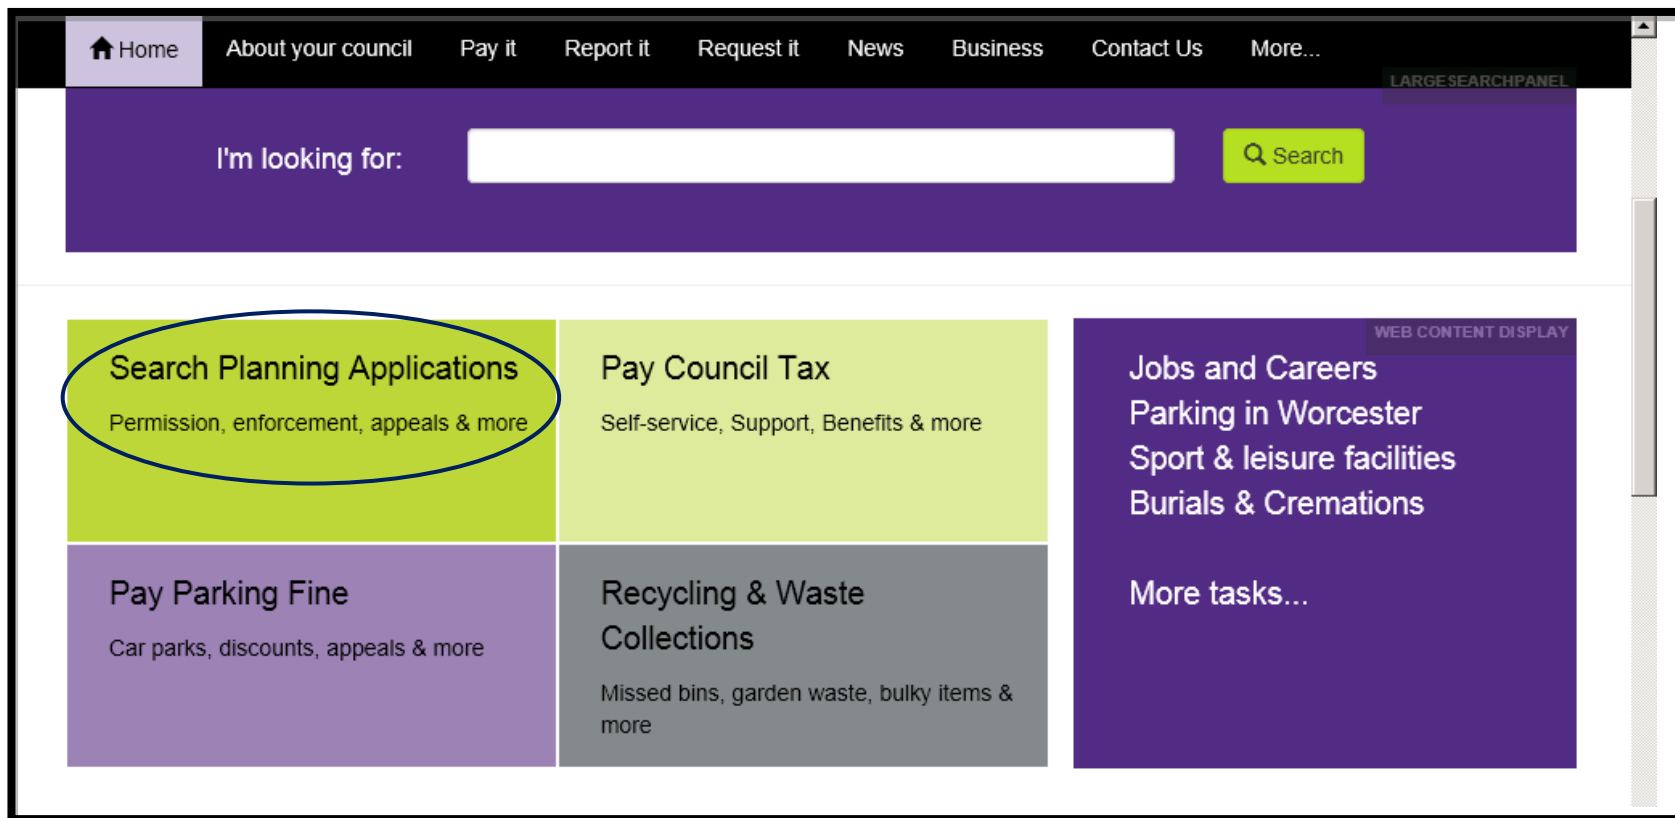 Home About your council Pay it Report it Request it News Business Contact Us More...
LARGESEARCHPANEL
I'm looking for: Search
Search Planning Applications
Permission, enforcement, appeals & more
Pay Council Tax
Self-service, Support, Benefits & more
Pay Parking Fine
Car parks, discounts, appeals & more
Recycling & Waste
Collections
Missed bins, garden waste, bulky items &
more
WEB CONTENT DISPLAY
Jobs and Careers
Parking in Worcester
Sport & leisure facilities
Burials & Cremations
More tasks...